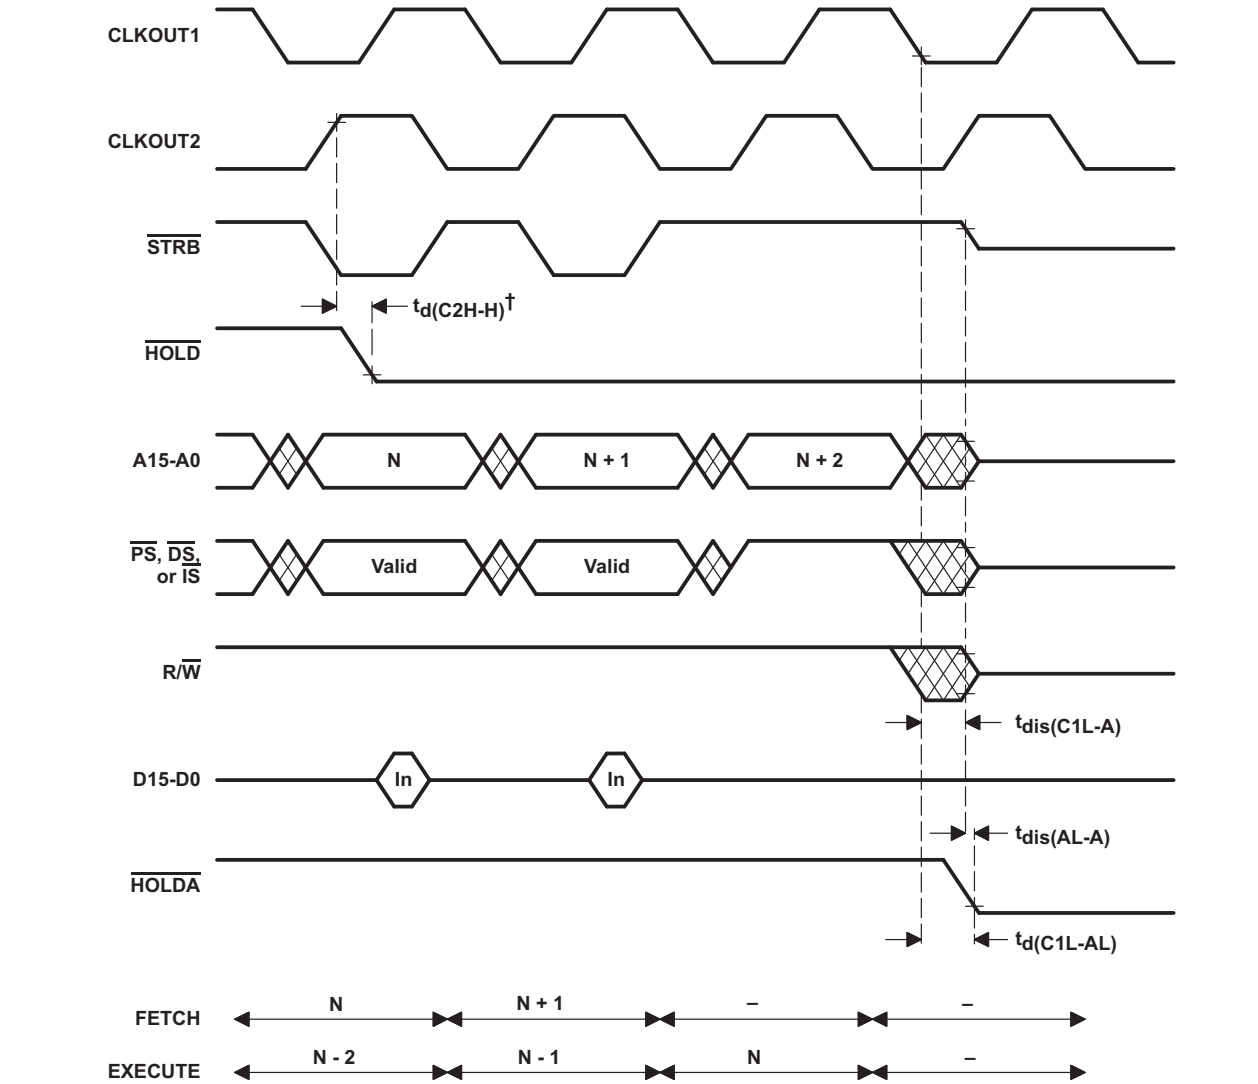 CLKOUT1
CLKOUT2
STRB
td(C2H-H)†
HOLD
A15-A0 N N + 1 N + 2
PS, DS,
or IS Valid Valid
R/W
tdis(C1L-A)
D15-D0 In In
tdis(AL-A)
HOLDA
td(C1L-AL)
FETCH N N + 1 – –
EXECUTE N - 2 N - 1 N –